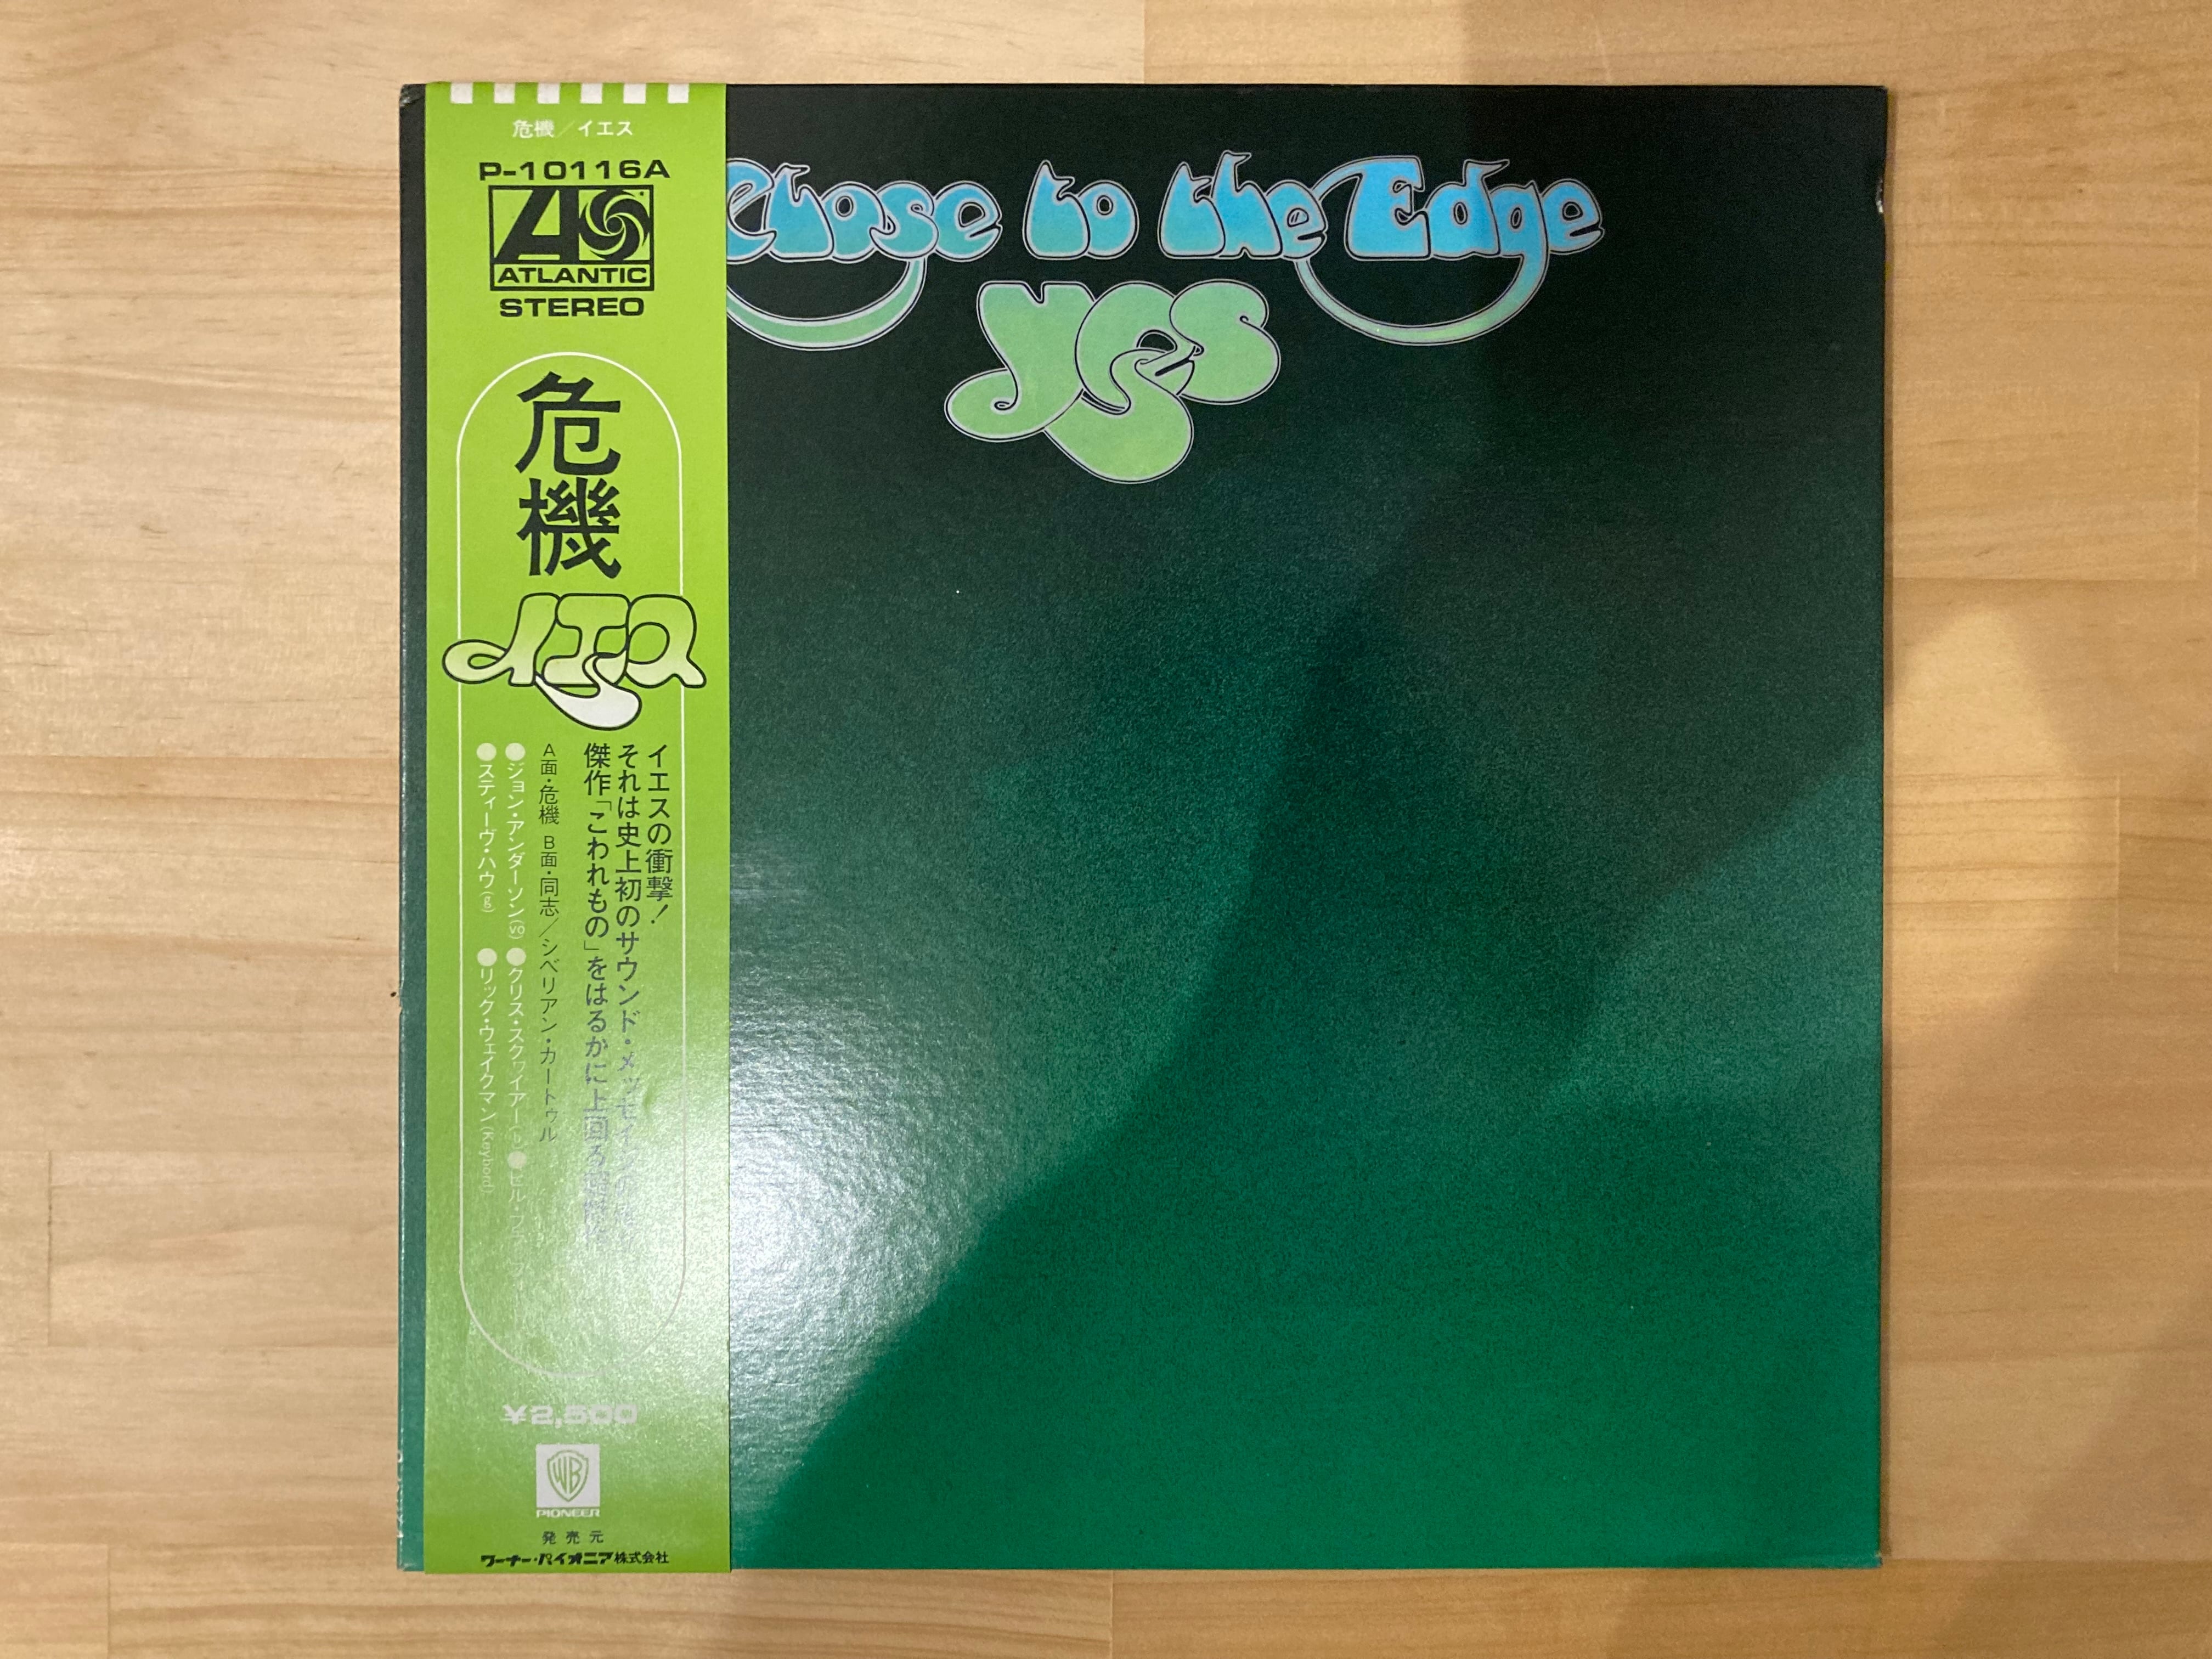 危機／イエス
P-10116A
ATLANTIC
STEREO
危機
イエス
イエスの衝撃！
それは史上初のサウンド・メッセイジの
傑作「こわれもの」をはるかに上回る
A面・危機 B面・同志／シベリアン・カートゥル
●ジョン・アンダーソン(vo) ●クリス・スクワイアー(b) ●ビル・
●スティーヴ・ハウ(g) ●リック・ウェイクマン(Keybord)
¥2,500
WB
PIONEER
発売元
ワーナー・パイオニア株式会社
Close to the Edge
yes